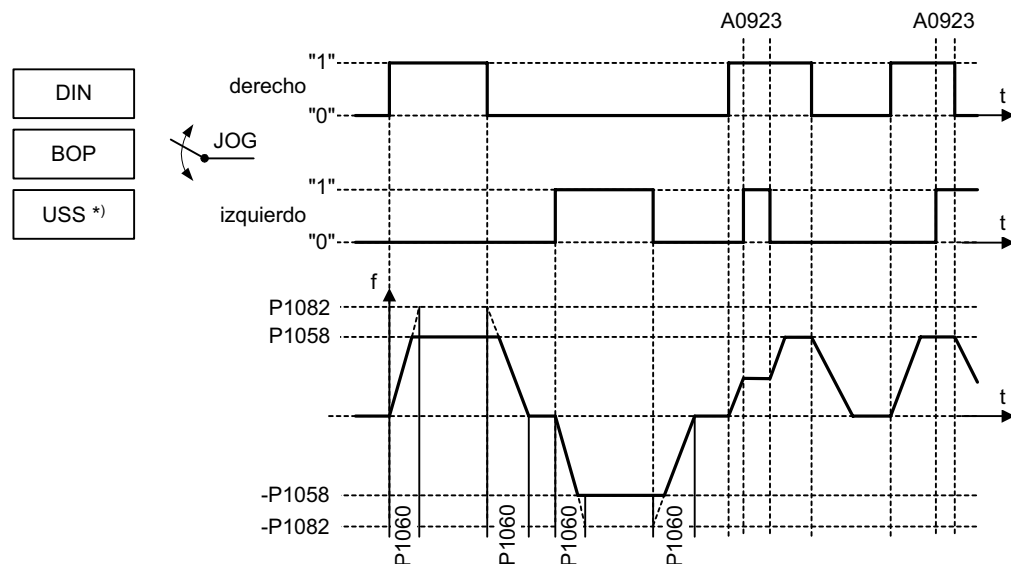 A0923 A0923
"1"
derecho
"0"
t
DIN
BOP
USS *)
JOG
"1"
izquierdo
"0"
t
f
P1082
P1058
t
-P1058
-P1082
P1060 P1060 P1060 P1060